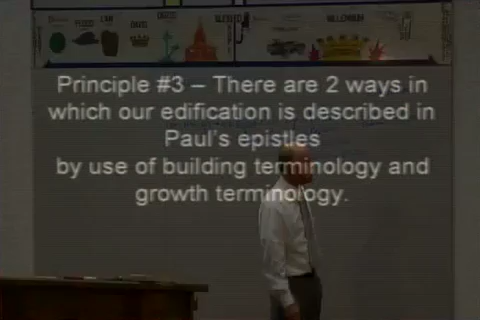 MILLENNIUM
Principle #3 – There are 2 ways in
which our edification is described in
Paul's epistles
by use of building terminology and
growth terminology.